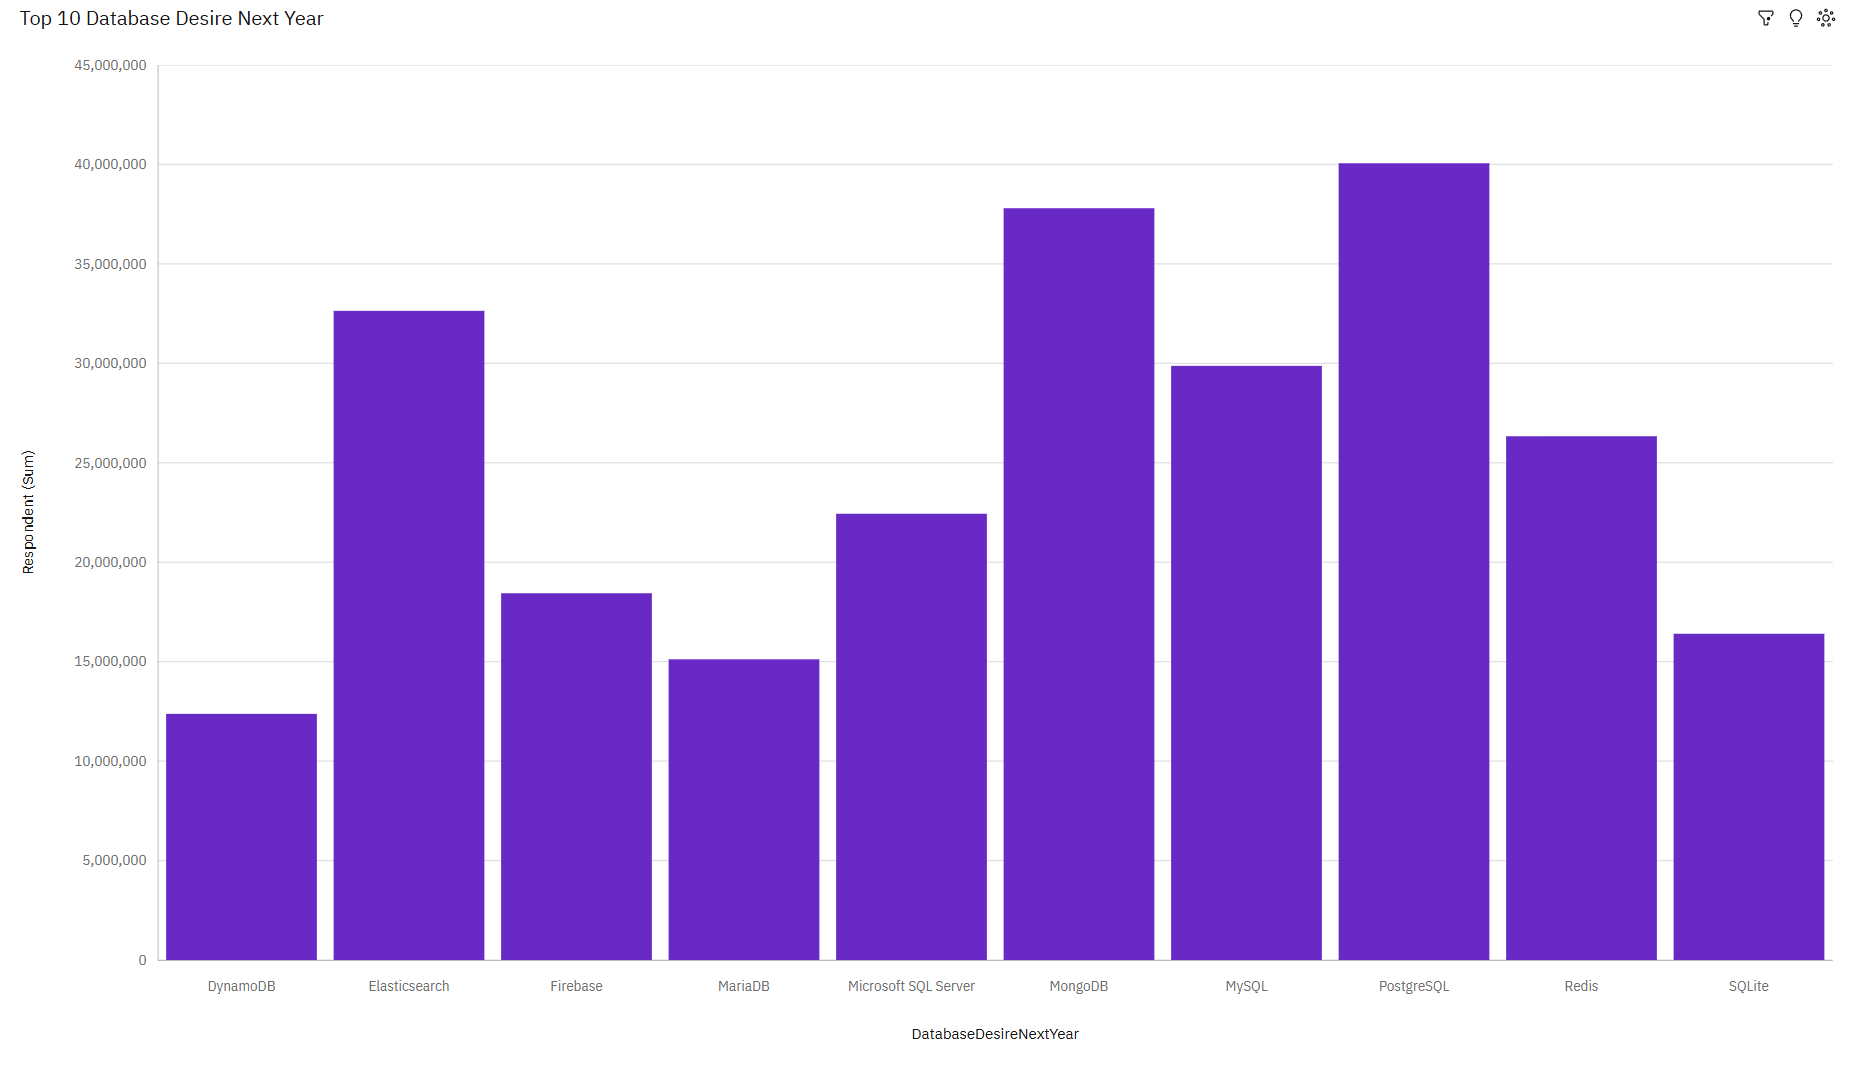 Top 10 Database Desire Next Year
45,000,000
40,000,000
35,000,000
30,000,000
25,000,000
20,000,000
15,000,000
10,000,000
5,000,000
0
Respondent (Sum)
DynamoDB
Elasticsearch
Firebase
MariaDB
Microsoft SQL Server
MongoDB
MySQL
PostgreSQL
Redis
SQLite
DatabaseDesireNextYear